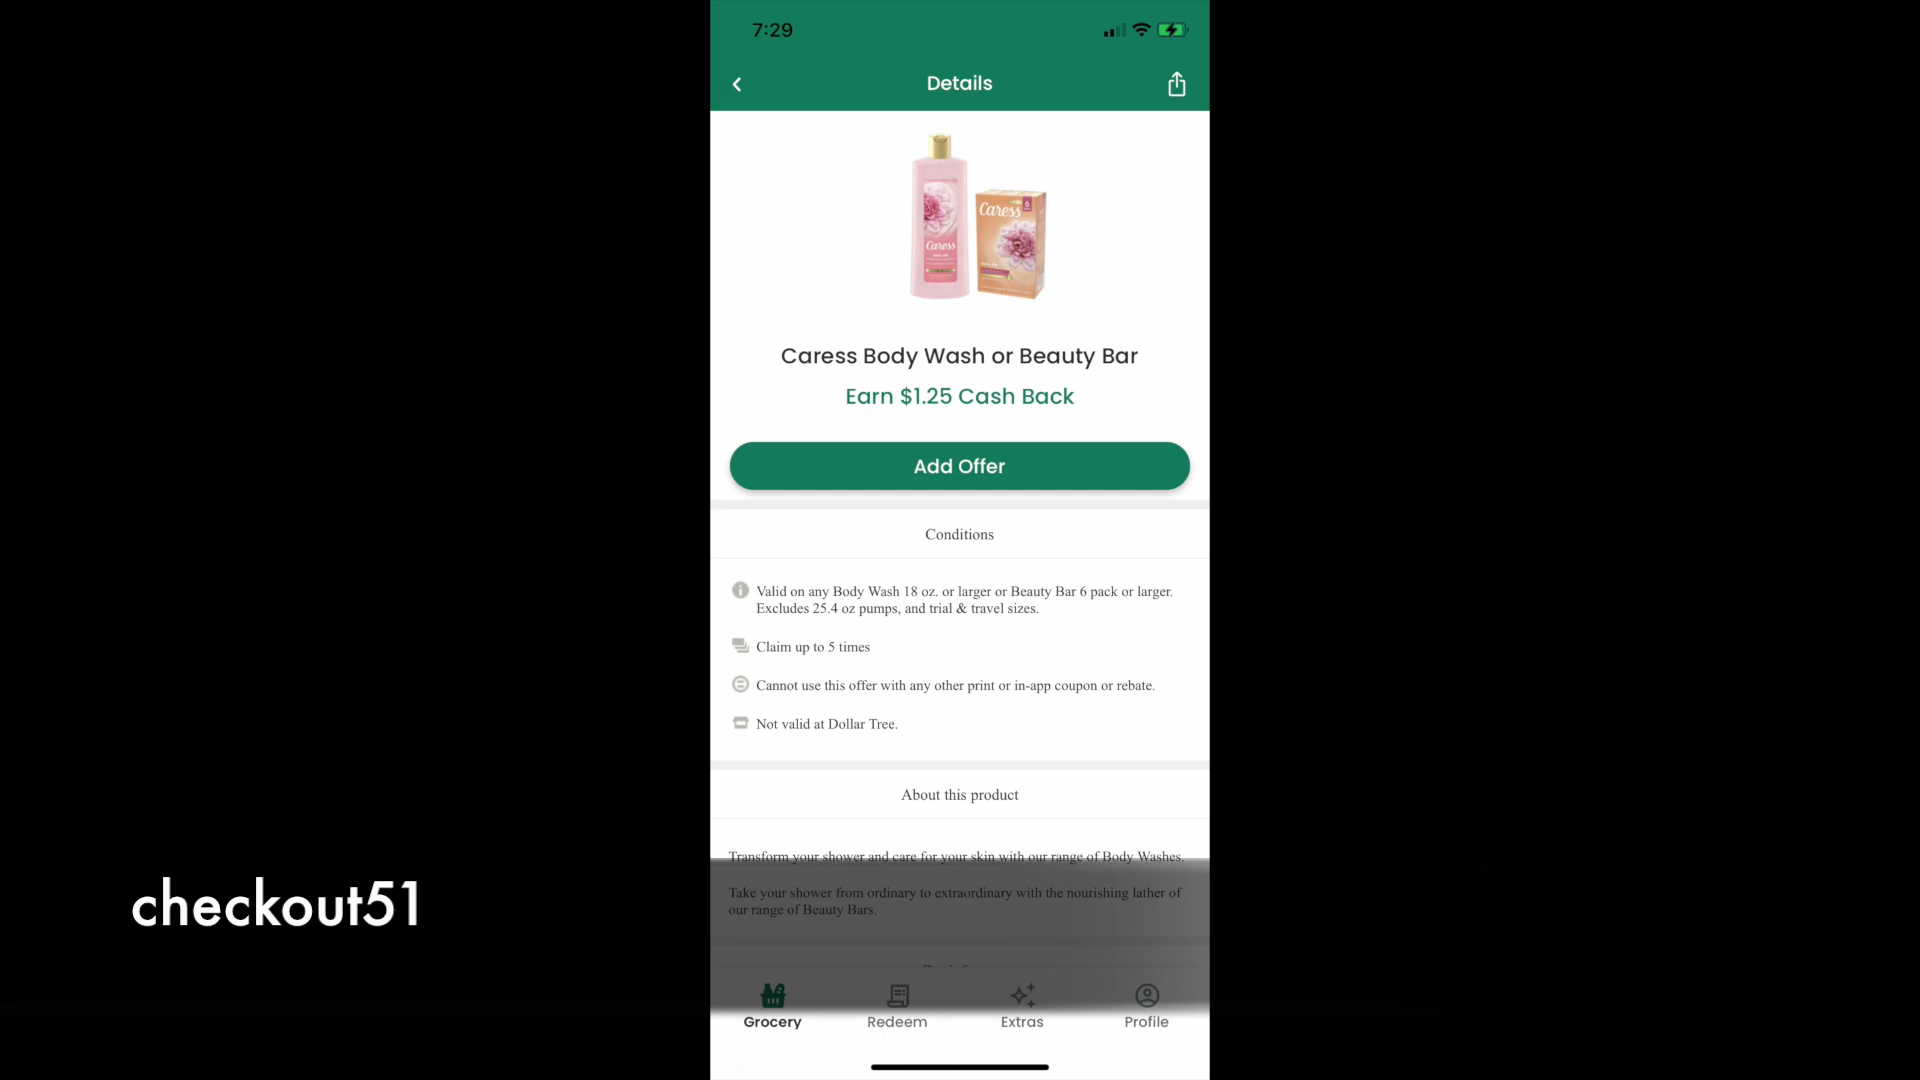 7:29
Details
Caress
Caress
6
Caress Body Wash or Beauty Bar
Earn $1.25 Cash Back
Add Offer
Conditions
Valid on any Body Wash 18 oz. or larger or Beauty Bar 6 pack or larger.
Excludes 25.4 oz pumps, and trial & travel sizes.
Claim up to 5 times
Cannot use this offer with any other print or in-app coupon or rebate.
Not valid at Dollar Tree.
About this product
Transform your shower and care for your skin with our range of Body Washes.
Take your shower from ordinary to extraordinary with the nourishing lather of
our range of Beauty Bars.
checkout51
Grocery
Redeem
Extras
Profile